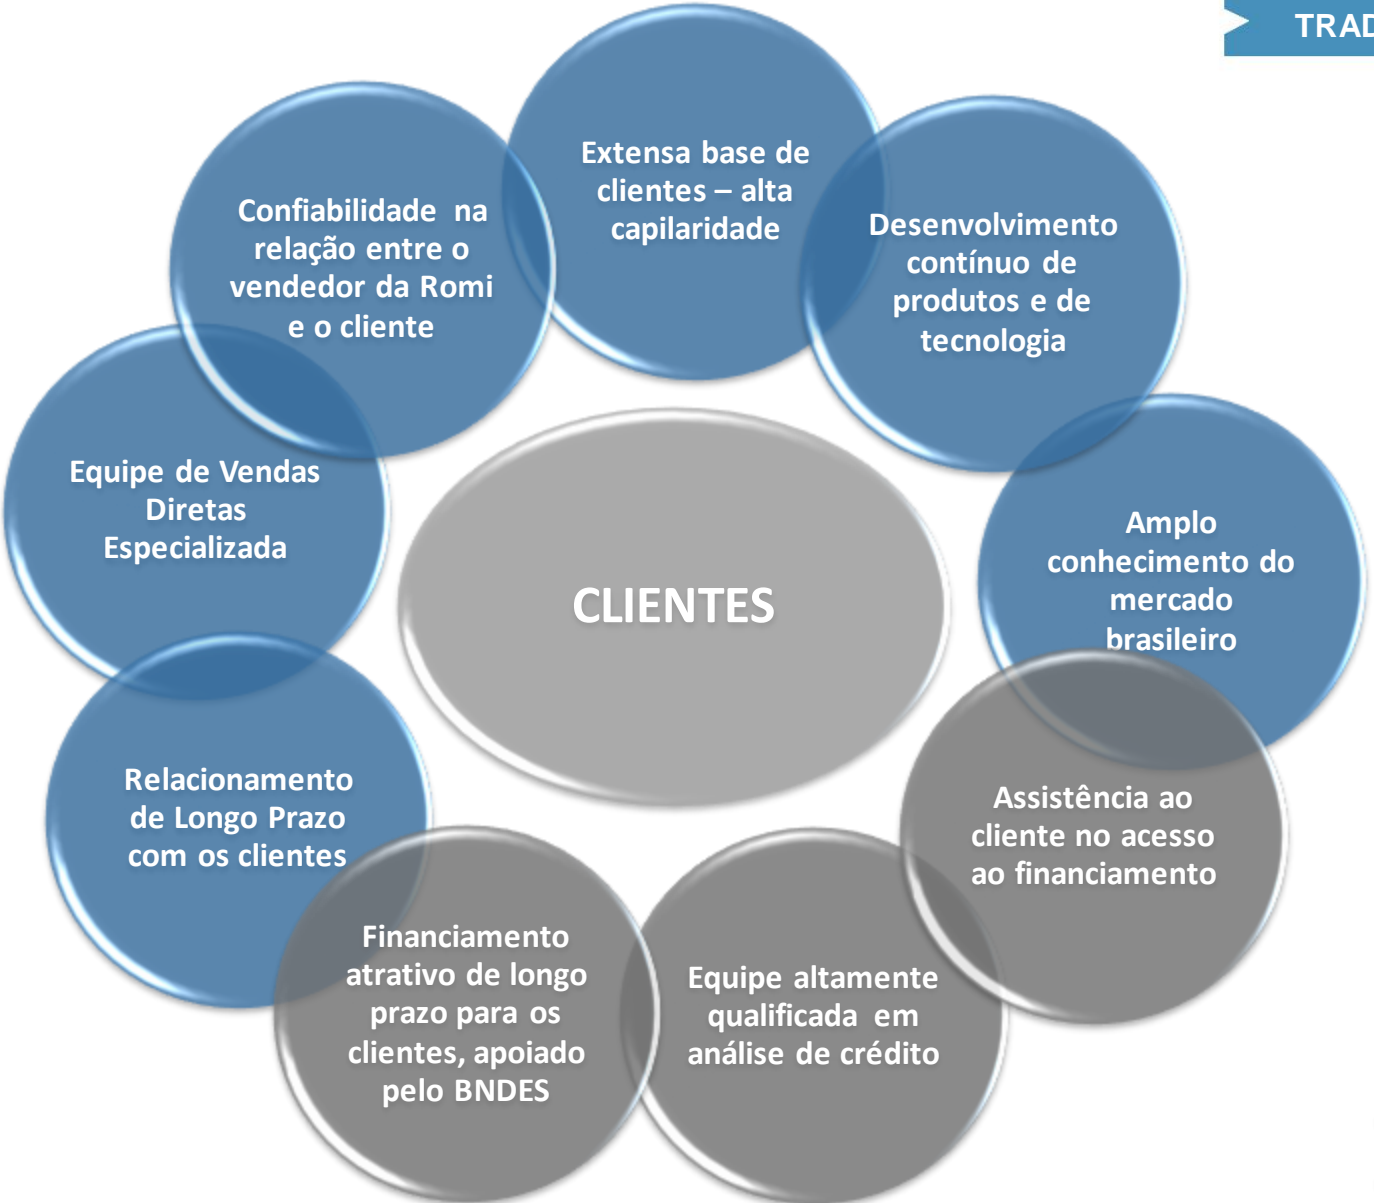 TRAD
Extensa base de
clientes – alta
capilaridade
Confiabilidade na
relação entre o
vendedor da Romi
e o cliente
Desenvolvimento
contínuo de
produtos e de
tecnologia
Equipe de Vendas
Diretas
Especializada
Amplo
conhecimento do
mercado
brasileiro
CLIENTES
Relacionamento
de Longo Prazo
com os clientes
Assistência ao
cliente no acesso
ao financiamento
Financiamento
atrativo de longo
prazo para os
clientes, apoiado
pelo BNDES
Equipe altamente
qualificada em
análise de crédito